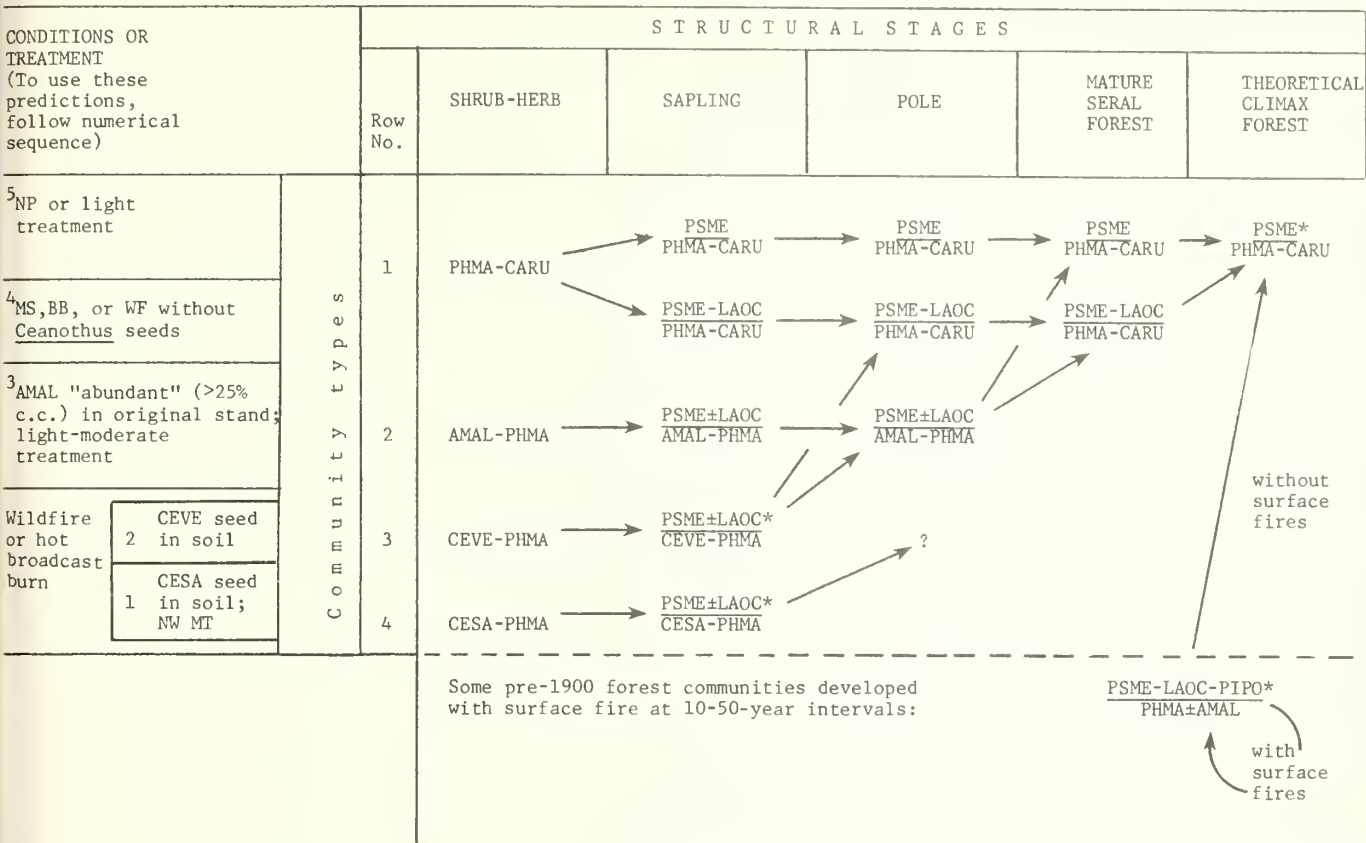 STRUCTURAL STAGES
CONDITIONS OR
TREATMENT
(To use these
predictions,
follow numerical
sequence)
Row
No.
SHRUB-HERB
SAPLING
POLE
MATURE
SERAL
FOREST
THEORETICAL
CLIMAX
FOREST
5NP or light
treatment
4MS,BB, or WF without
Ceanothus seeds
3AMAL "abundant" (>25%
c.c.) in original stand;
light-moderate
treatment
Wildfire
or hot
broadcast
burn
2
CEVE seed
in soil
1
CESA seed
in soil;
NW MT
Community types
1
PHMA-CARU
PSME
PHMA-CARU
PSME
PHMA-CARU
PSME
PHMA-CARU
PSME*
PHMA-CARU
PSME-LAOC
PHMA-CARU
PSME-LAOC
PHMA-CARU
PSME-LAOC
PHMA-CARU
2
AMAL-PHMA
PSME±LAOC
AMAL-PHMA
PSME±LAOC
AMAL-PHMA
3
CEVE-PHMA
PSME±LAOC*
CEVE-PHMA
?
4
CESA-PHMA
PSME±LAOC*
CESA-PHMA
without
surface
fires
Some pre-1900 forest communities developed
with surface fire at 10-50-year intervals:
PSME-LAOC-PIPO*
PHMA±AMAL
with
surface
fires